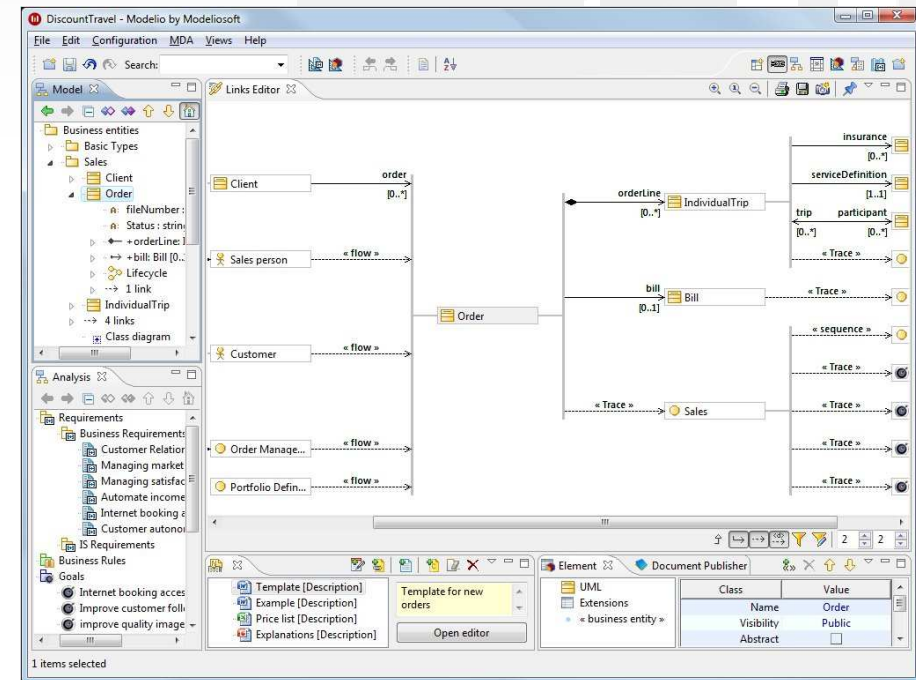 DiscountTravel - Modelio by Modeliosoft
File Edit Configuration MDA Views Help
Search:
Model
Business entities
Basic Types
Sales
Client
Order
fileNumber :
Status : string
+orderLine: I
+bill: Bill [0..
Lifecycle
1 link
IndividualTrip
4 links
Class diagram
Analysis
Requirements
Business Requirements
Customer Relation
Managing market
Managing satisfac
Automate income
Internet booking a
Customer autonor
IS Requirements
Business Rules
Goals
Internet booking acces
Improve customer follo
improve quality image
Links Editor
Client
order
[0..*]
Sales person
« flow »
Customer
« flow »
Order Manage...
« flow »
Portfolio Defin...
« flow »
Order
orderLine
[0..*]
IndividualTrip
bill
[0..1]
Bill
« Trace »
Sales
insurance
[0..*]
serviceDefinition
[1..1]
trip participant
[0..*] [0..*]
« Trace »
« Trace »
« sequence »
« Trace »
« Trace »
« Trace »
« Trace »
2 2
Template [Description]
Example [Description]
Price list [Description]
Explanations [Description]
Template for new
orders
Open editor
Element
Document Publisher
UML
Extensions
« business entity »
Class Value
Name Order
Visibility Public
Abstract
1 items selected